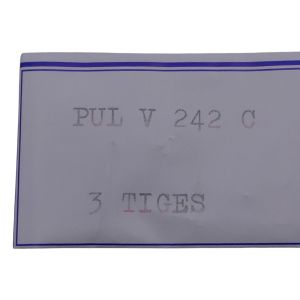 PUL V 242 C
3 TIGES